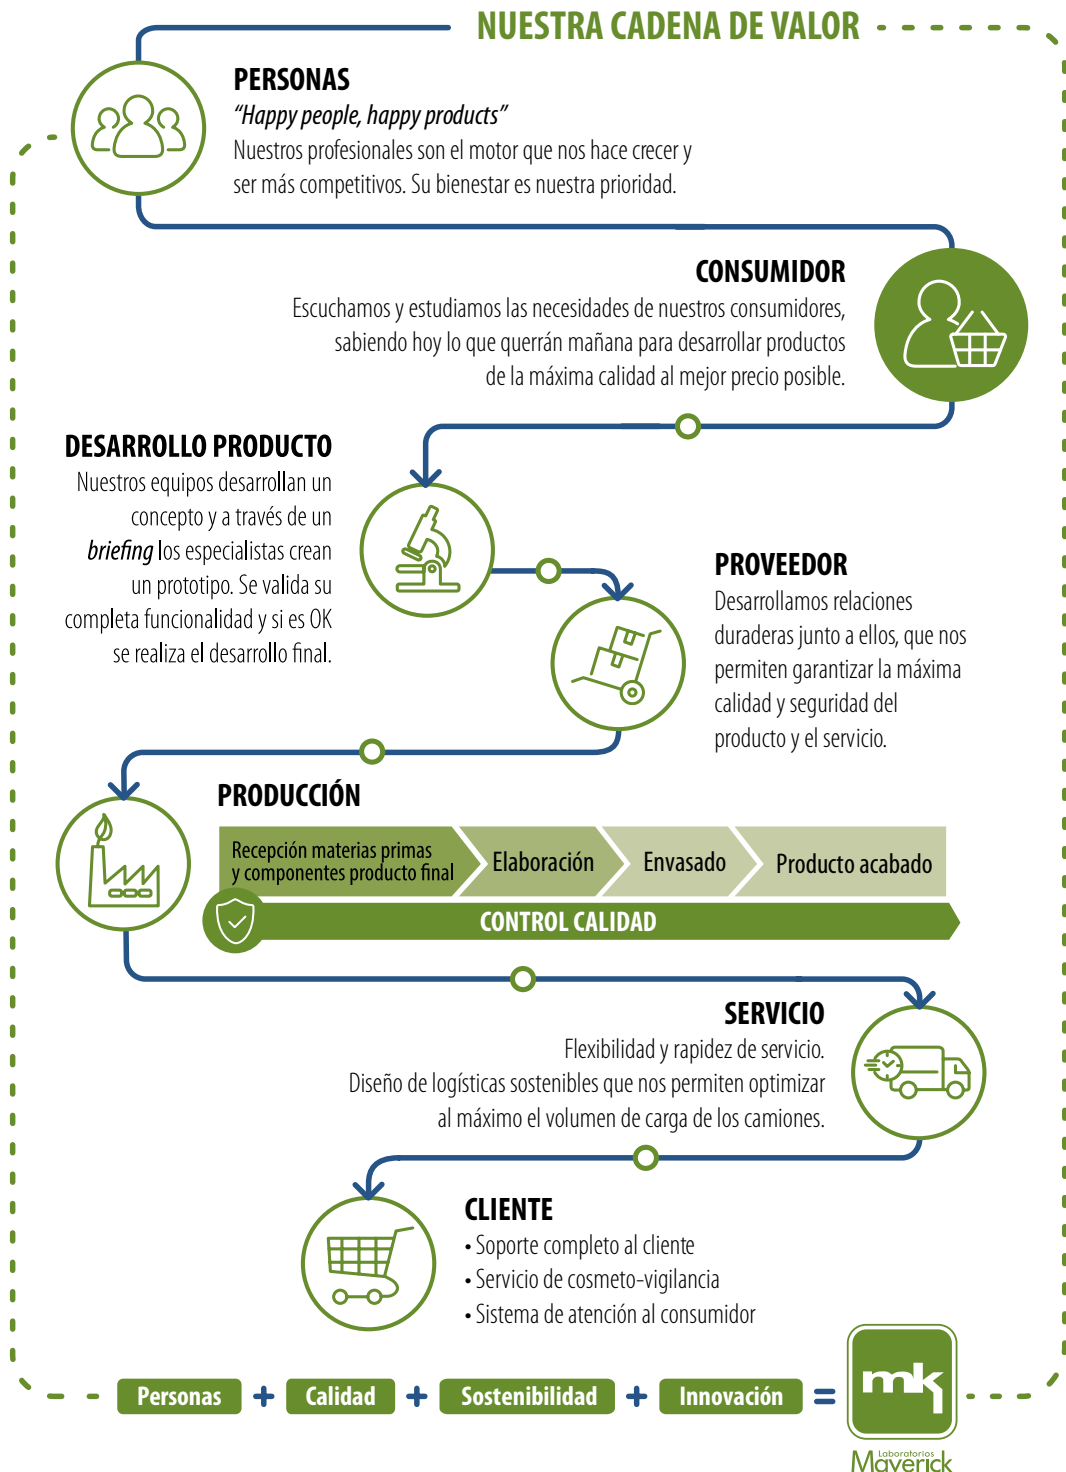 NUESTRA CADENA DE VALOR
PERSONAS
“Happy people, happy products”
Nuestros profesionales son el motor que nos hace crecer y
ser más competitivos. Su bienestar es nuestra prioridad.
CONSUMIDOR
Escuchamos y estudiamos las necesidades de nuestros consumidores,
sabiendo hoy lo que querrán mañana para desarrollar productos
de la máxima calidad al mejor precio posible.
DESARROLLO PRODUCTO
Nuestros equipos desarrollan un
concepto y a través de un
briefing los especialistas crean
un prototipo. Se valida su
completa funcionalidad y si es OK
se realiza el desarrollo final.
PROVEEDOR
Desarrollamos relaciones
duraderas junto a ellos, que nos
permiten garantizar la máxima
calidad y seguridad del
producto y el servicio.
PRODUCCIÓN
Recepción materias primas
y componentes producto final
Elaboración
Envasado
Producto acabado
CONTROL CALIDAD
SERVICIO
Flexibilidad y rapidez de servicio.
Diseño de logísticas sostenibles que nos permiten optimizar
al máximo el volumen de carga de los camiones.
CLIENTE
• Soporte completo al cliente
• Servicio de cosmeto-vigilancia
• Sistema de atención al consumidor
Personas + Calidad + Sostenibilidad + Innovación =
mk
Laboratorios
Maverick